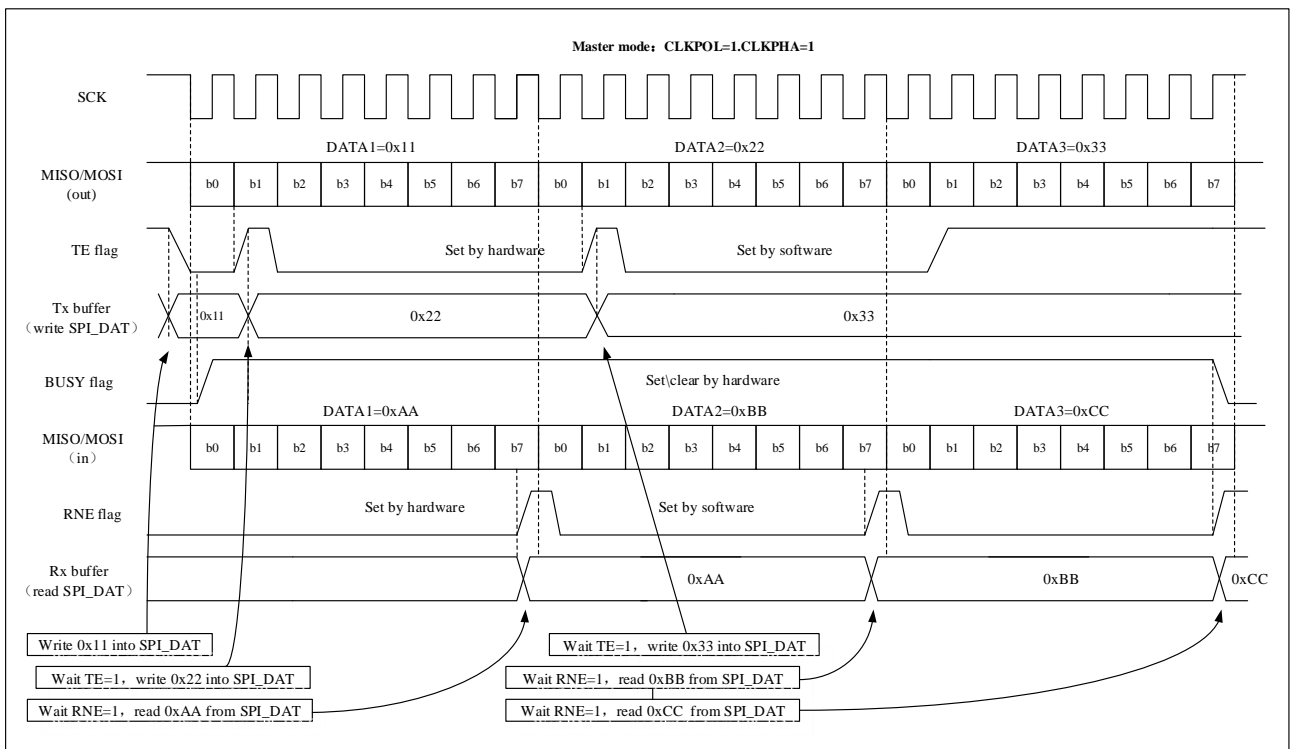 Master mode：CLKPOL=1.CLKPHA=1
SCK
DATA1=0x11 DATA2=0x22 DATA3=0x33
MISO/MOSI
(out)
b0 b1 b2 b3 b4 b5 b6 b7 b0 b1 b2 b3 b4 b5 b6 b7 b0 b1 b2 b3 b4 b5 b6 b7
TE flag
Set by hardware Set by software
Tx buffer
（write SPI_DAT）
0x11 0x22 0x33
BUSY flag
Set\clear by hardware
DATA1=0xAA DATA2=0xBB DATA3=0xCC
MISO/MOSI
（in）
b0 b1 b2 b3 b4 b5 b6 b7 b0 b1 b2 b3 b4 b5 b6 b7 b0 b1 b2 b3 b4 b5 b6 b7
RNE flag
Set by hardware Set by software
Rx buffer
（read SPI_DAT）
0xAA 0xBB 0xCC
Write 0x11 into SPI_DAT
Wait TE=1，write 0x33 into SPI_DAT
Wait TE=1，write 0x22 into SPI_DAT
Wait RNE=1，read 0xBB from SPI_DAT
Wait RNE=1，read 0xAA from SPI_DAT
Wait RNE=1，read 0xCC from SPI_DAT